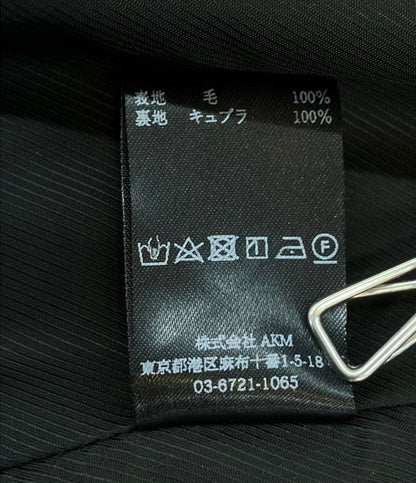 表地 毛 100%
裏地 キュプラ 100%
F
株式会社 AKM
東京都港区麻布十番1-5-18
03-6721-1065